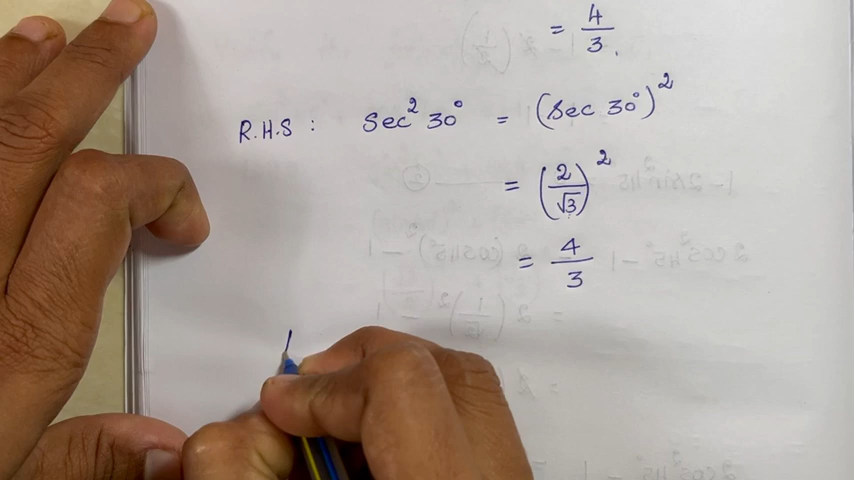 = 4/3.
R.H.S : Sec² 30° = (Sec 30°)²
= (2/√3)²
= 4/3